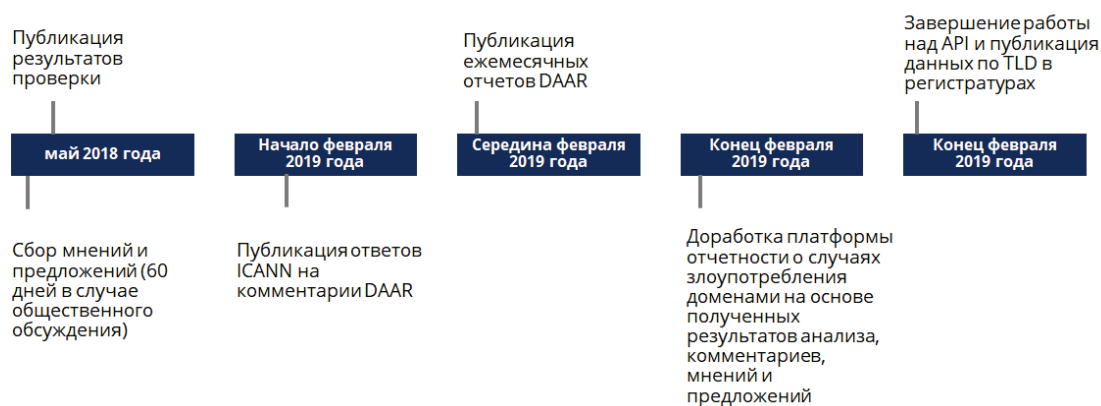 Публикация
результатов
проверки
май 2018 года
Сбор мнений и
предложений (60
дней в случае
общественного
обсуждения)
Начало февраля
2019 года
Публикация ответов
ICANN на
комментарии DAAR
Публикация
ежемесячных
отчетов DAAR
Середина февраля
2019 года
Конец февраля
2019 года
Доработка платформы
отчетности о случаях
злоупотребления
доменами на основе
полученных
результатов анализа,
комментариев,
мнений и
предложений
Завершение работы
над API и публикация
данных по TLD в
регистратурах
Конец февраля
2019 года